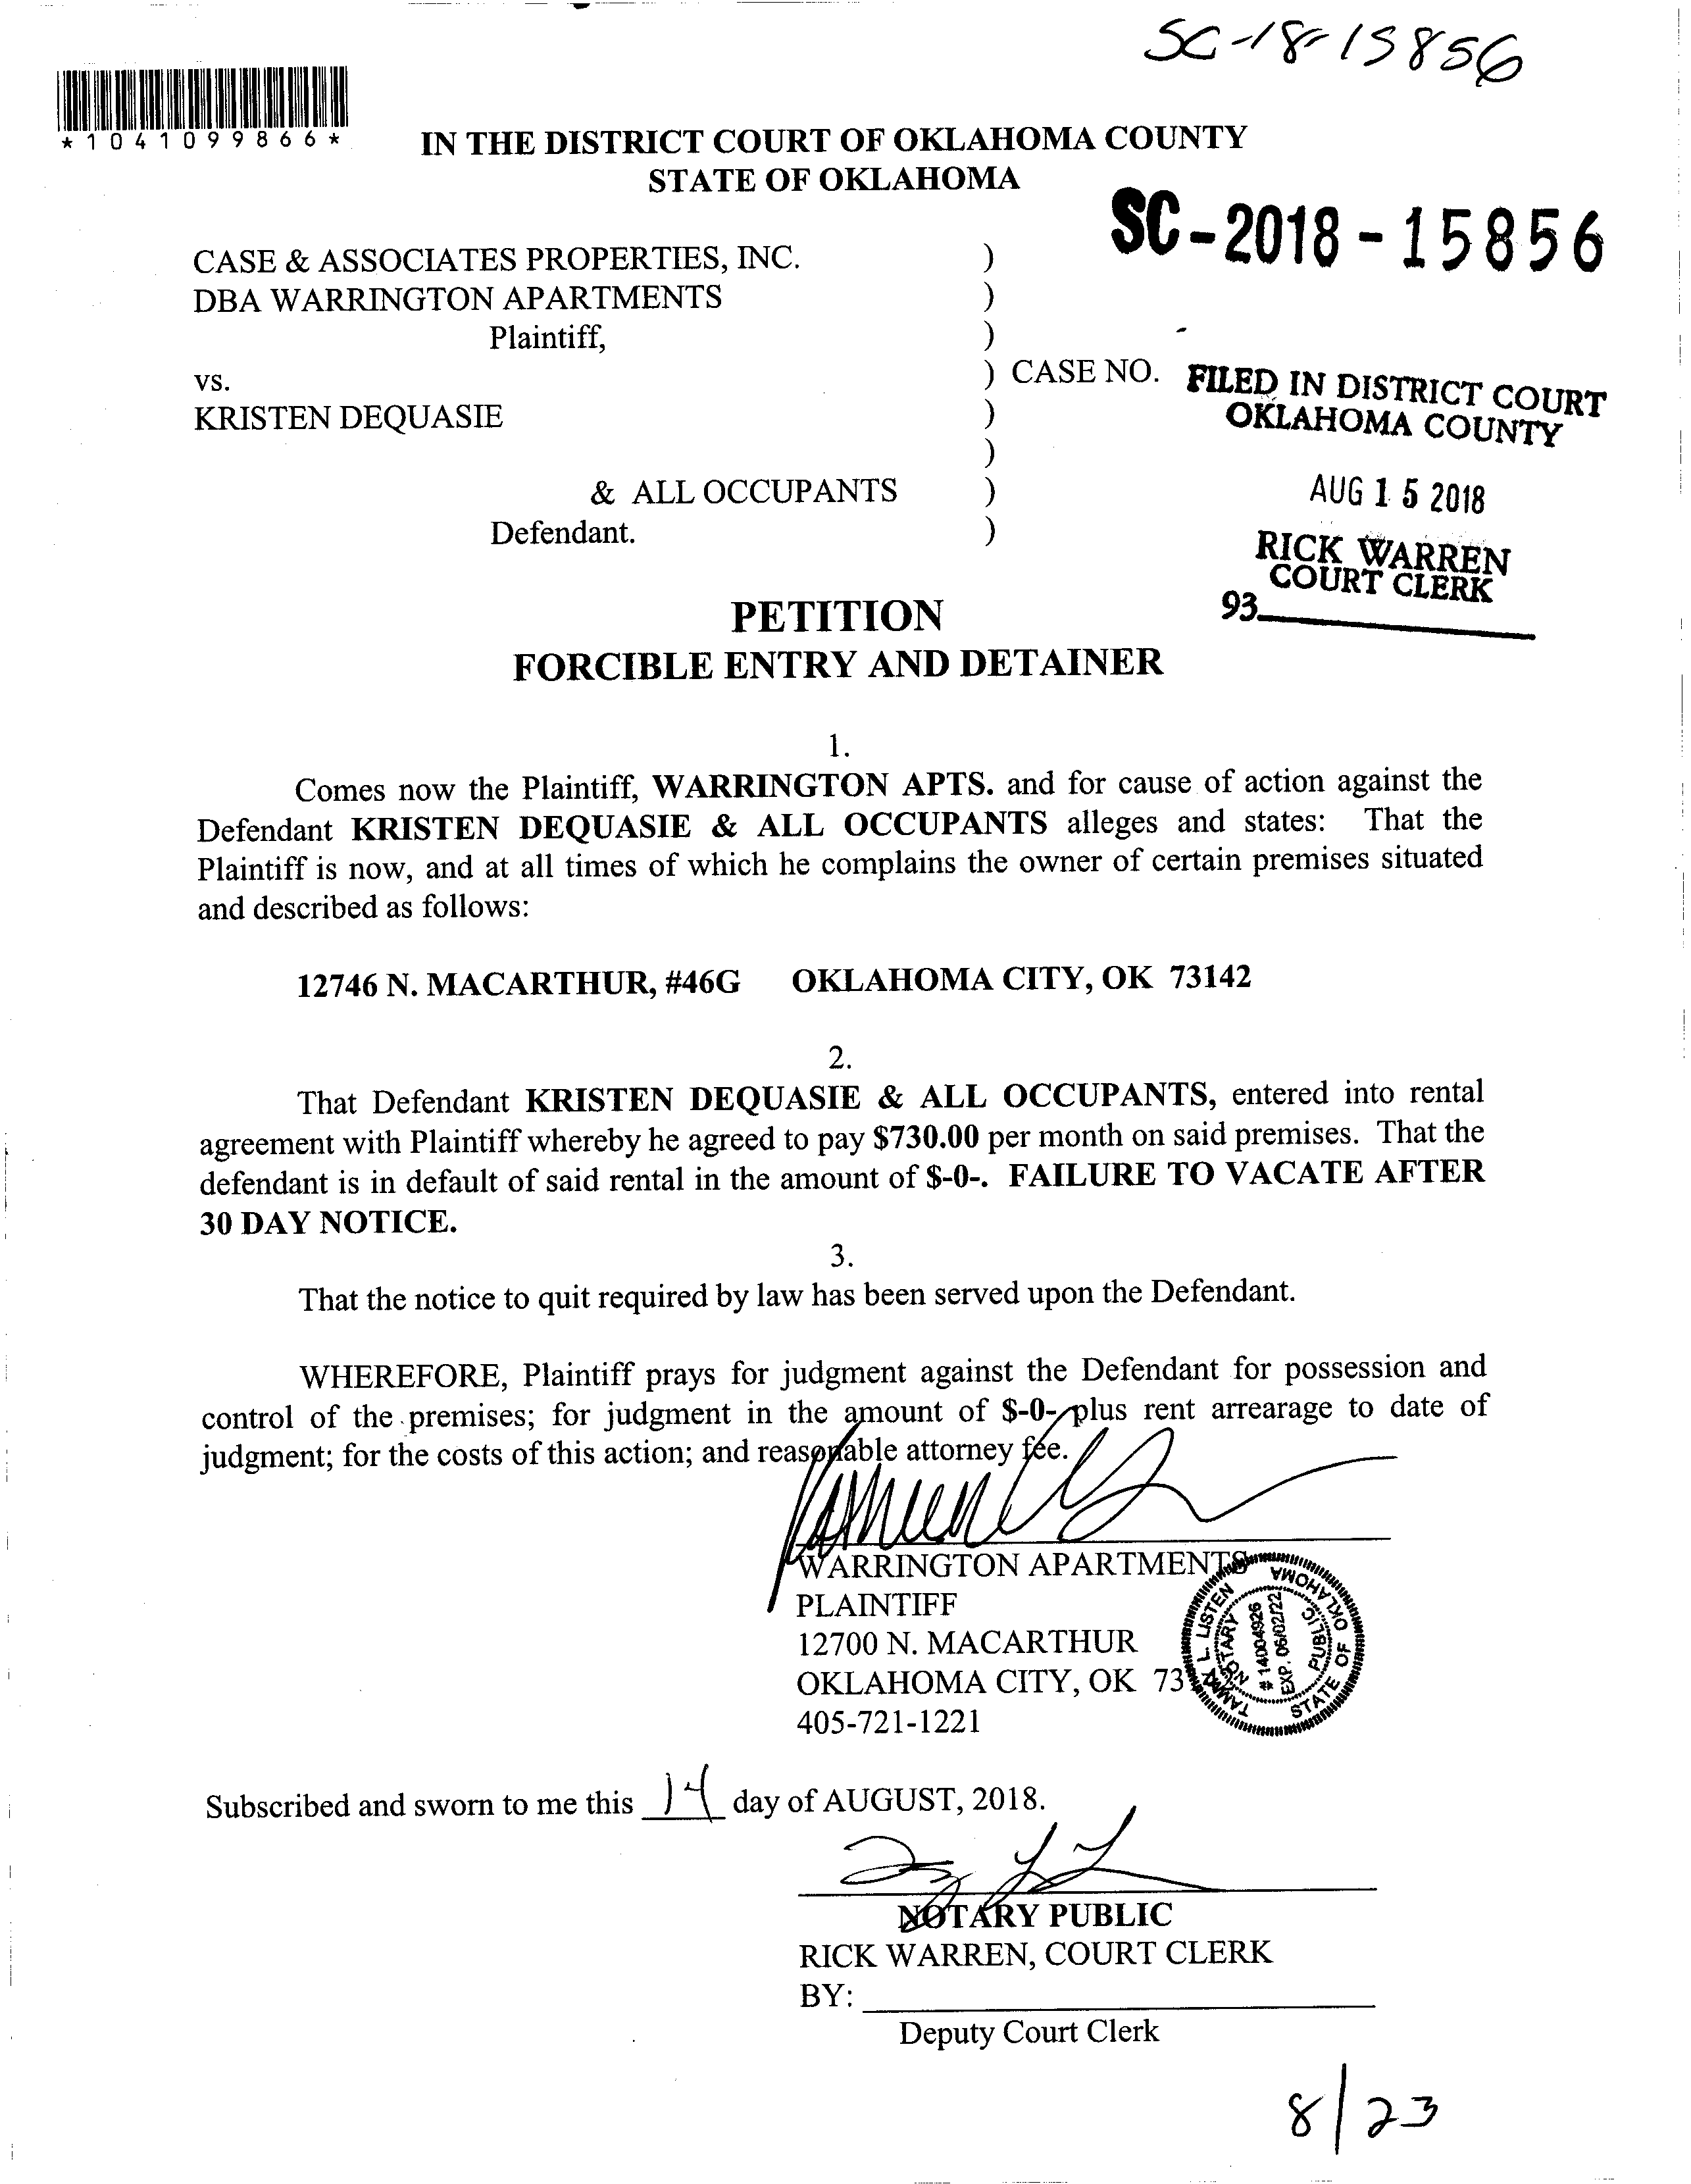 SC-18-15856
*1041099866*
IN THE DISTRICT COURT OF OKLAHOMA COUNTY
STATE OF OKLAHOMA
SC-2018-15856
CASE & ASSOCIATES PROPERTIES, INC. )
DBA WARRINGTON APARTMENTS )
Plaintiff, )
vs. ) CASE NO.
KRISTEN DEQUASIE )
)
& ALL OCCUPANTS )
Defendant. )
FILED IN DISTRICT COURT
OKLAHOMA COUNTY
AUG 15 2018
RICK WARREN
COURT CLERK
93
PETITION
FORCIBLE ENTRY AND DETAINER
1.
Comes now the Plaintiff, WARRINGTON APTS. and for cause of action against the
Defendant KRISTEN DEQUASIE & ALL OCCUPANTS alleges and states: That the
Plaintiff is now, and at all times of which he complains the owner of certain premises situated
and described as follows:
12746 N. MACARTHUR, #46G OKLAHOMA CITY, OK 73142
2.
That Defendant KRISTEN DEQUASIE & ALL OCCUPANTS, entered into rental
agreement with Plaintiff whereby he agreed to pay $730.00 per month on said premises. That the
defendant is in default of said rental in the amount of $-0-. FAILURE TO VACATE AFTER
30 DAY NOTICE.
3.
That the notice to quit required by law has been served upon the Defendant.
WHEREFORE, Plaintiff prays for judgment against the Defendant for possession and
control of the premises; for judgment in the amount of $-0- plus rent arrearage to date of
judgment; for the costs of this action; and reasonable attorney fee.
WARRINGTON APARTMENTS
PLAINTIFF
12700 N. MACARTHUR
OKLAHOMA CITY, OK 73
405-721-1221
L. LISTEN
NOTARY PUBLIC
# 14004926
EXP. 06/02/22
STATE OF OKLAHOMA
Subscribed and sworn to me this 14 day of AUGUST, 2018.
NOTARY PUBLIC
RICK WARREN, COURT CLERK
BY:
Deputy Court Clerk
8/23